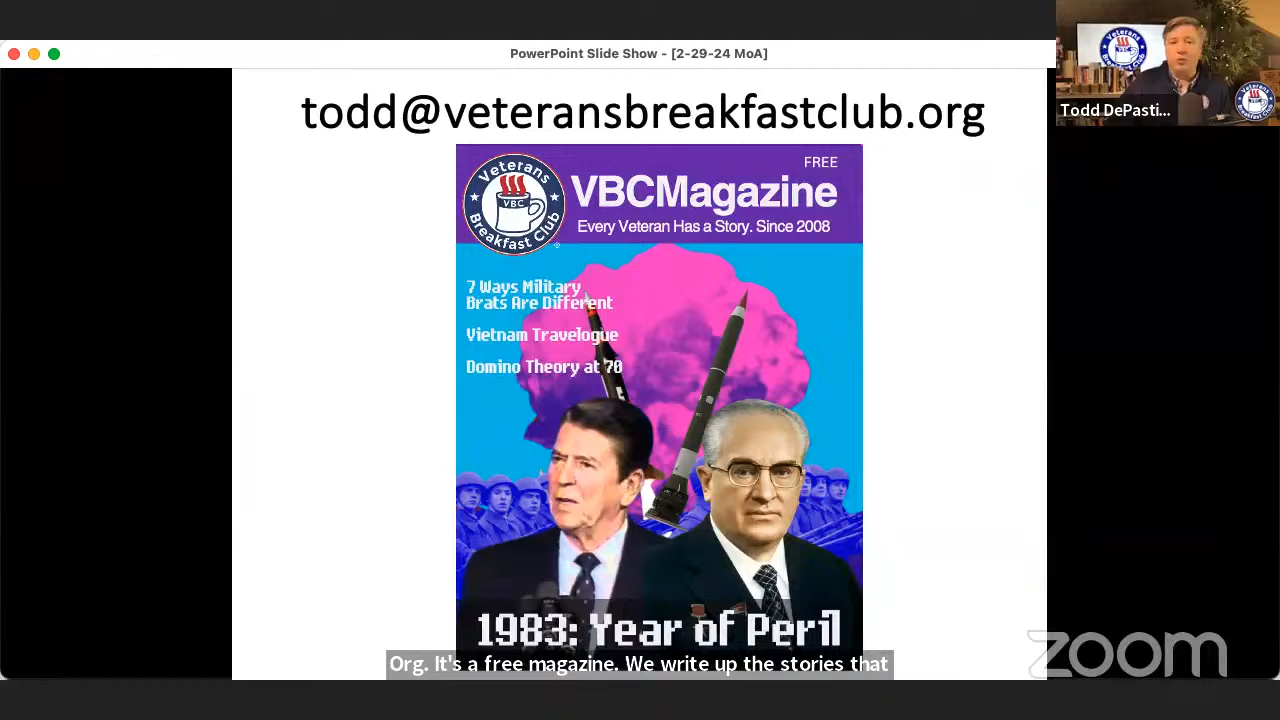 PowerPoint Slide Show - [2-29-24 MoA]
todd@veteransbreakfastclub.org
Todd DePasti...
FREE
Veterans
VBC
Breakfast Club
VBCMagazine
Every Veteran Has a Story. Since 2008
7 Ways Military
Brats Are Different
Vietnam Travelogue
Domino Theory at 70
1983: Year of Peril
Org. It's a free magazine. We write up the stories that
zoom